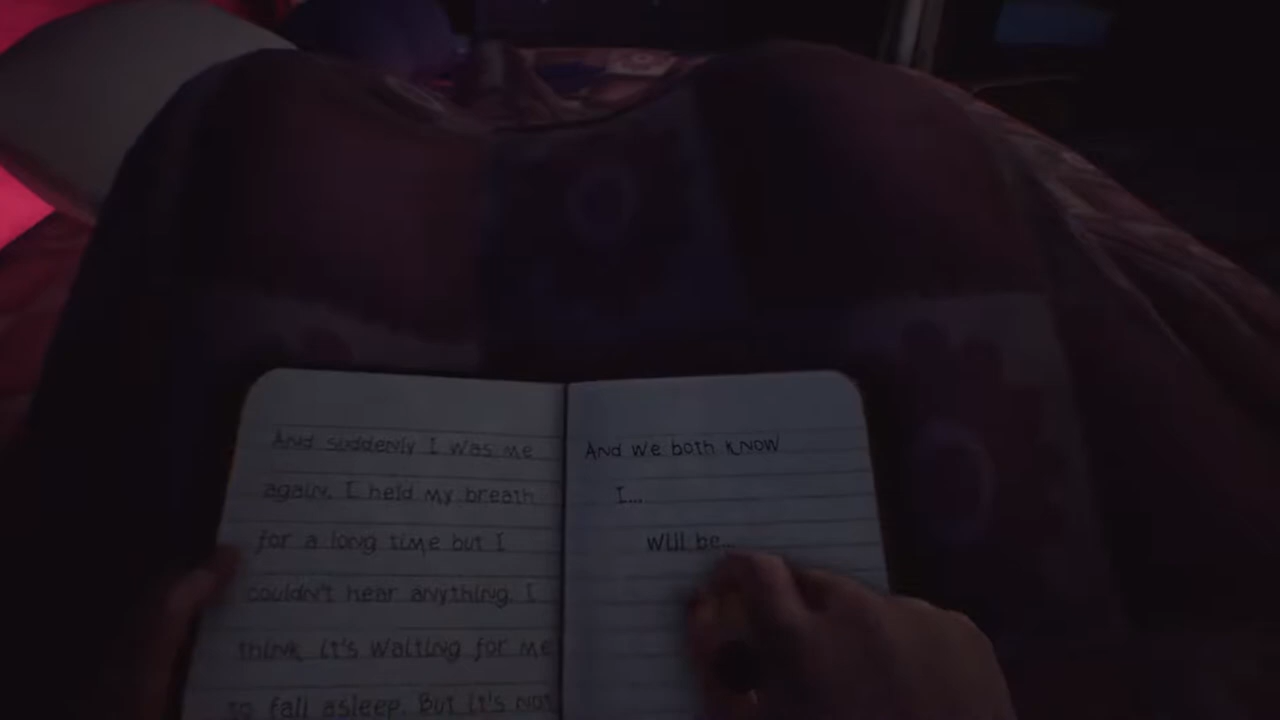 And suddenly I was me
again. I held my breath
for a long time but I
couldn't hear anything. I
think it's waiting for me
to fall asleep. But it's not
And we both know
I...
will be...